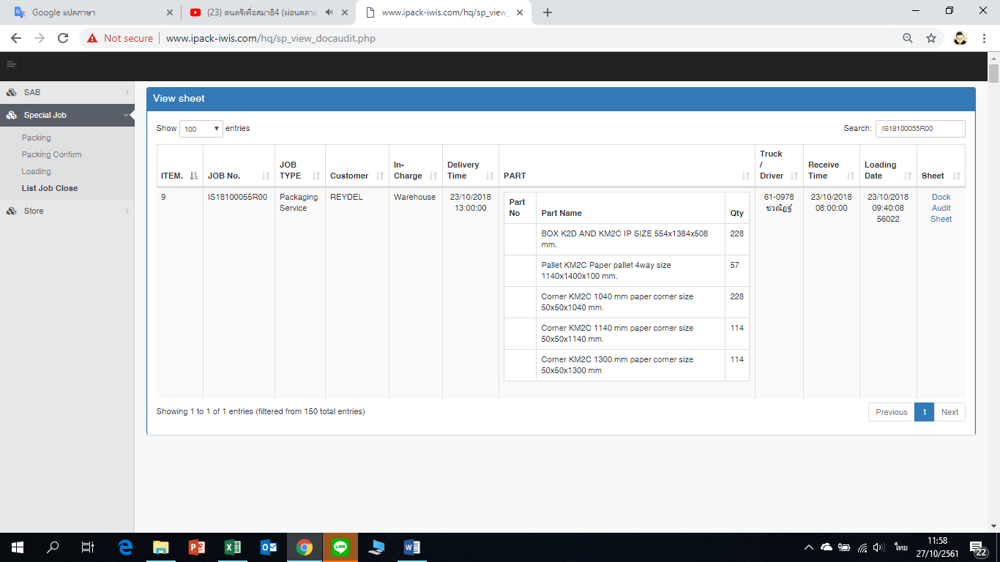 Google แปลภาษา
(23) ดนตรีเพื่อสมาธิ4 (ผ่อนคลาย
www.ipack-iwis.com/hq/sp_view_
Not secure
www.ipack-iwis.com/hq/sp_view_docaudit.php
SAB
Special Job
Packing
Packing Confirm
Loading
List Job Close
Store
View sheet
Show 100 entries
Search: IS18100055R00
ITEM.
JOB No.
JOB
TYPE
Customer
In-
Charge
Delivery
Time
PART
Truck
/
Driver
Receive
Time
Loading
Date
Sheet
9
IS18100055R00
Packaging
Service
REYDEL
Warehouse
23/10/2018
13:00:00
Part
No
Part Name
Qty
BOX K2D AND KM2C IP SIZE 554x1384x508
mm.
228
Pallet KM2C Paper pallet 4way size
1140x1400x100 mm.
57
Corner KM2C 1040 mm paper corner size
50x50x1040 mm.
228
Corner KM2C 1140 mm paper corner size
50x50x1140 mm.
114
Corner KM2C 1300 mm paper corner size
50x50x1300 mm
114
61-0978
ชวณัฏฐ์
23/10/2018
08:00:00
23/10/2018
09:40:08
56022
Dock
Audit
Sheet
Showing 1 to 1 of 1 entries (filtered from 150 total entries)
Previous
1
Next
LINE
ไทย
11:58
27/10/2561
22